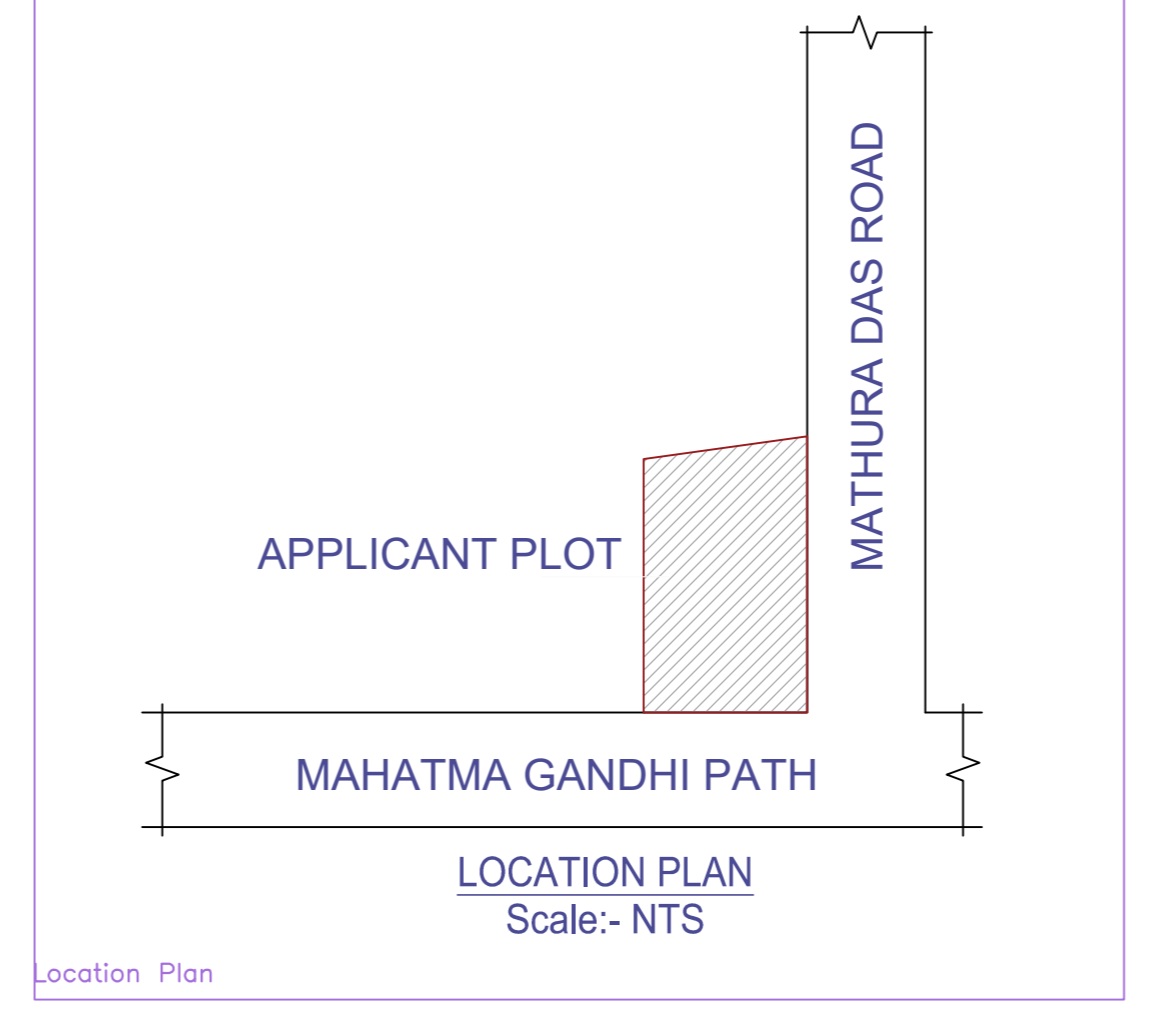 MATHURA DAS ROAD
APPLICANT PLOT
MAHATMA GANDHI PATH
LOCATION PLAN
Scale:- NTS
Location Plan